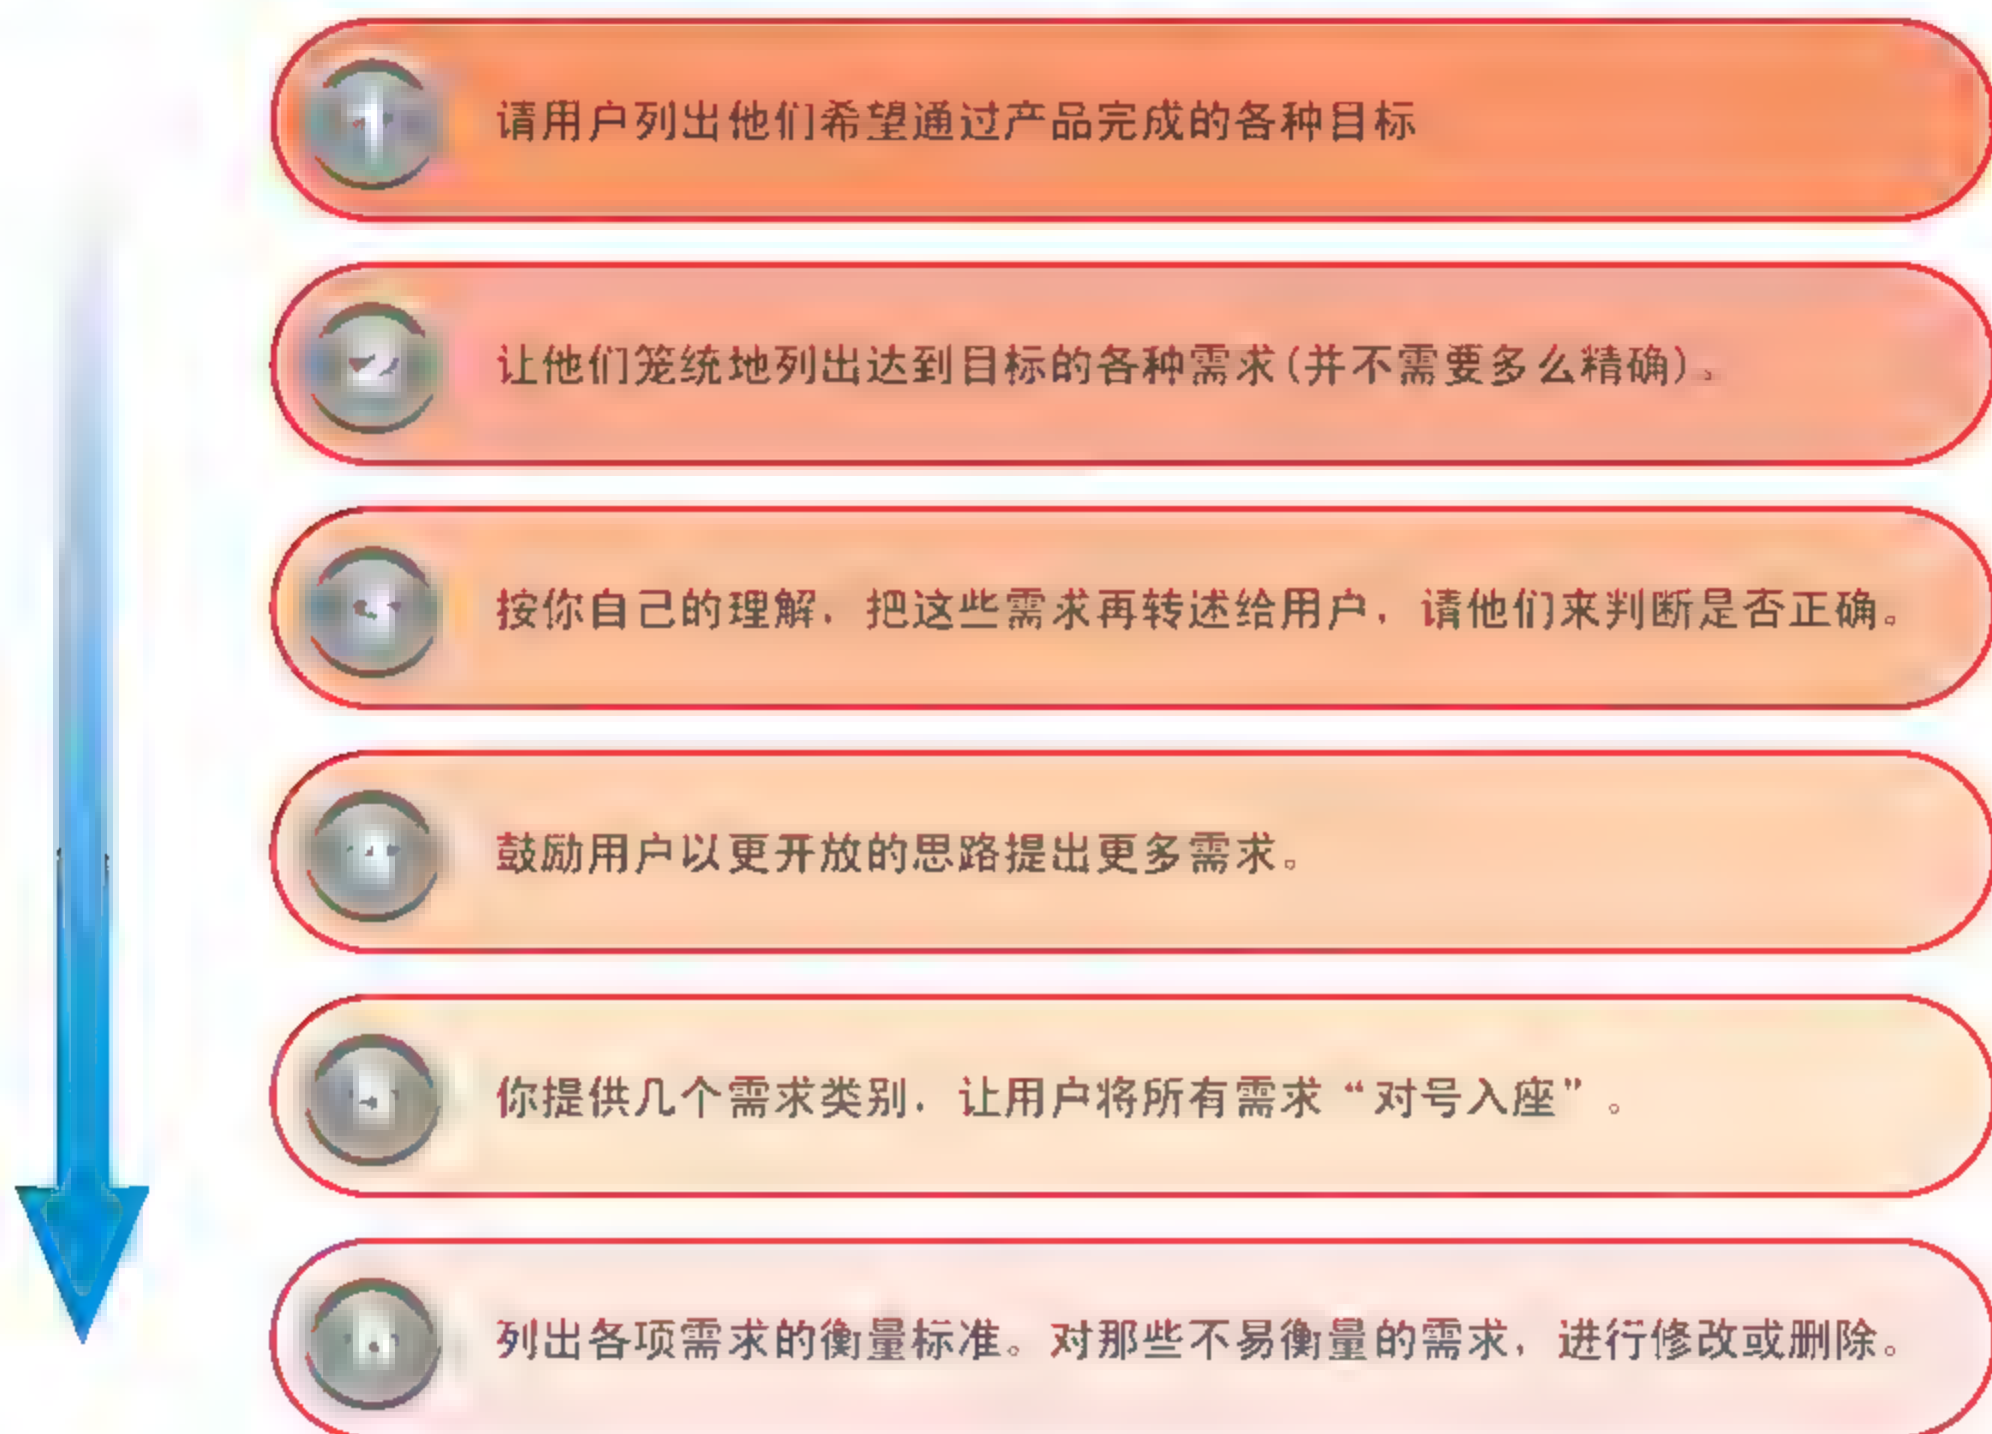 请用户列出他们希望通过产品完成的各种目标
让他们笼统地列出达到目标的各种需求(并不需要多么精确)。
按你自己的理解，把这些需求再转述给用户，请他们来判断是否正确。
鼓励用户以更开放的思路提出更多需求。
你提供几个需求类别，让用户将所有需求“对号入座”。
列出各项需求的衡量标准。对那些不易衡量的需求，进行修改或删除。